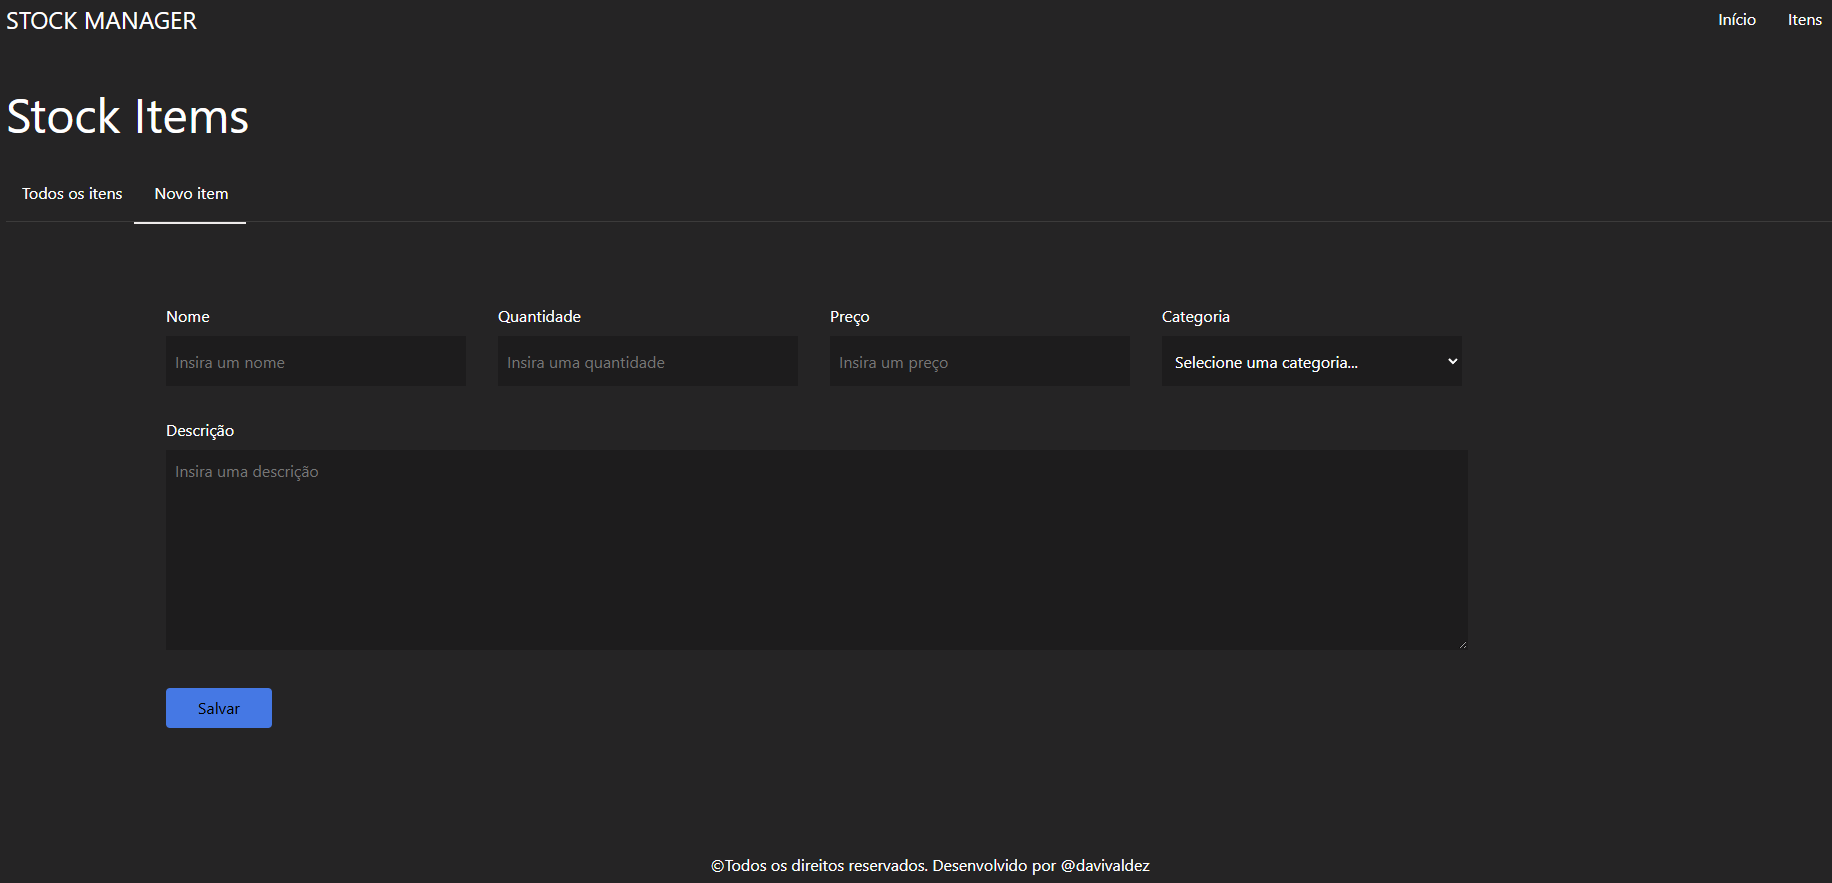 STOCK MANAGER
Início Itens
Stock Items
Todos os itens Novo item
Nome Quantidade Preço Categoria
Insira um nome Insira uma quantidade Insira um preço Selecione uma categoria...
Descrição
Insira uma descrição
Salvar
©Todos os direitos reservados. Desenvolvido por @davivaldez